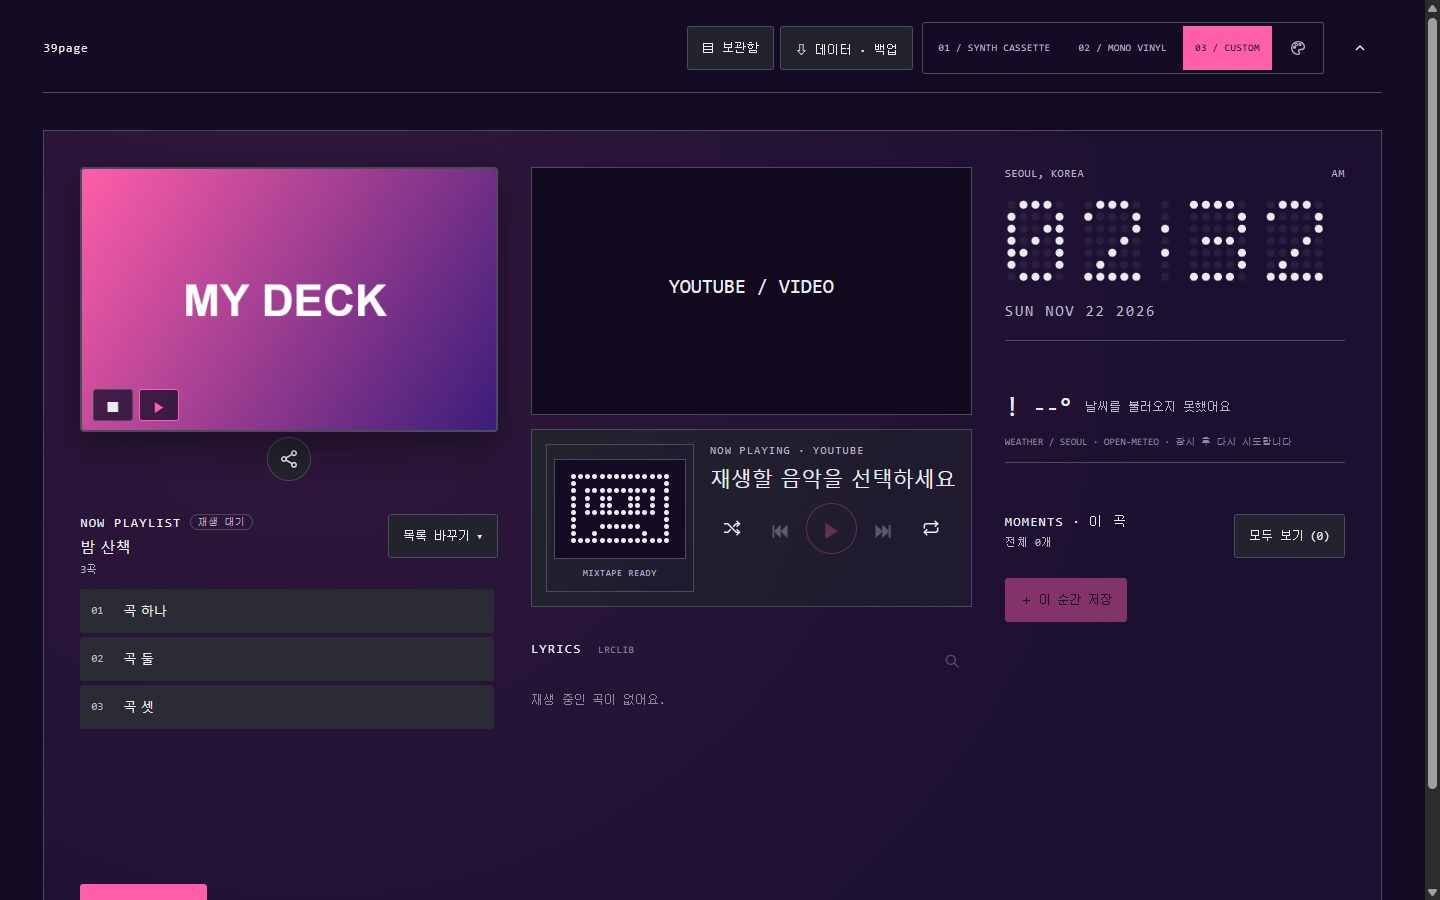 39page
보관함
데이터 · 백업
01 / SYNTH CASSETTE
02 / MONO VINYL
03 / CUSTOM
MY DECK
NOW PLAYLIST
재생 대기
밤 산책
3곡
목록 바꾸기 ▾
01 곡 하나
02 곡 둘
03 곡 셋
YOUTUBE / VIDEO
MIXTAPE READY
NOW PLAYING · YOUTUBE
재생할 음악을 선택하세요
LYRICS LRCLIB
재생 중인 곡이 없어요.
SEOUL, KOREA
AM
02:32
SUN NOV 22 2026
! --° 날씨를 불러오지 못했어요
WEATHER / SEOUL · OPEN-METEO · 잠시 후 다시 시도합니다
MOMENTS · 이 곡
전체 0개
모두 보기 (0)
+ 이 순간 저장